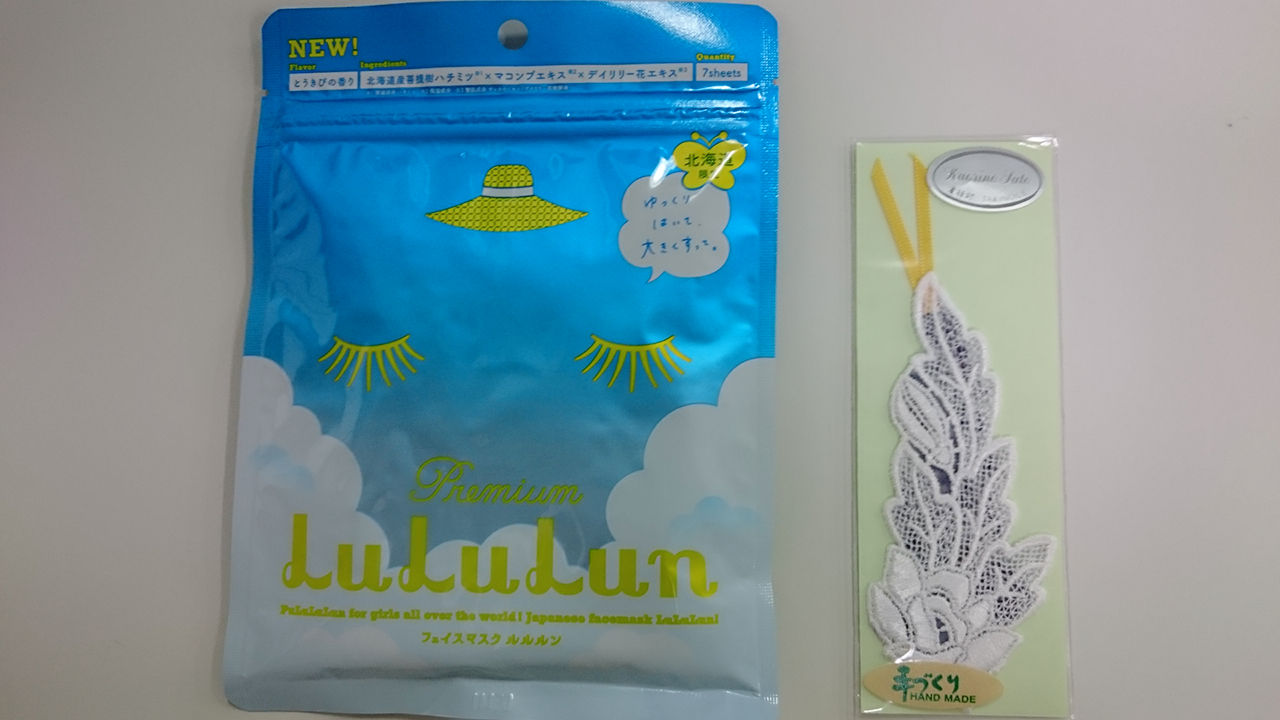 NEW!
Flavor
とうきびの香り
Ingredients
北海道産菩提樹ハチミツ※1×マコンブエキス※2×デイリリー花エキス※3
Quantity
7sheets
北海道
限定
ゆっくり
はいて、
大きくすって。
Premium
LuLuLun
PuLuLuLun for girls all over the world! Japanese facemask LuLuLun!
フェイスマスク ルルルン
手づくり
HAND MADE